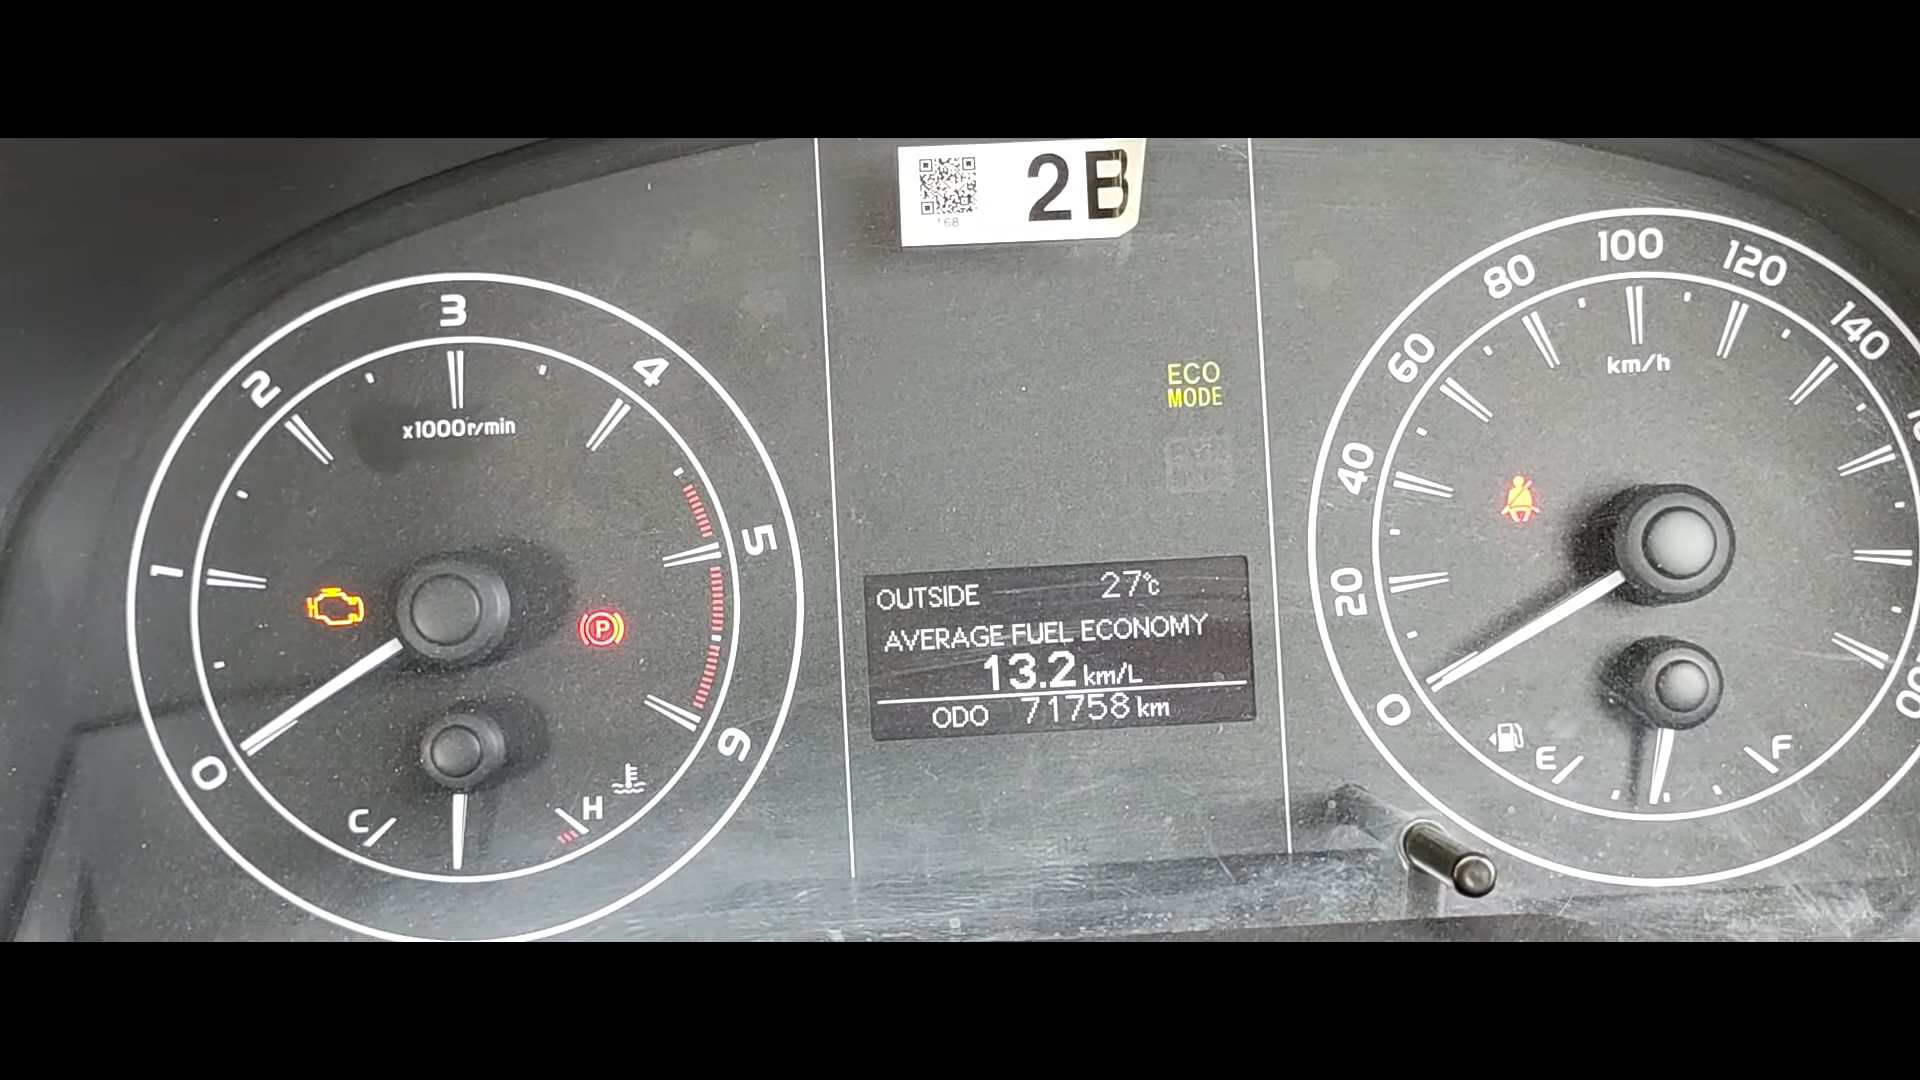 168
2B
0
1
2
3
4
5
6
x1000r/min
C
H
P
ECO
MODE
OUTSIDE 27℃
AVERAGE FUEL ECONOMY
13.2 km/L
ODO 71758 km
0
20
40
60
80
100
120
140
km/h
E
F